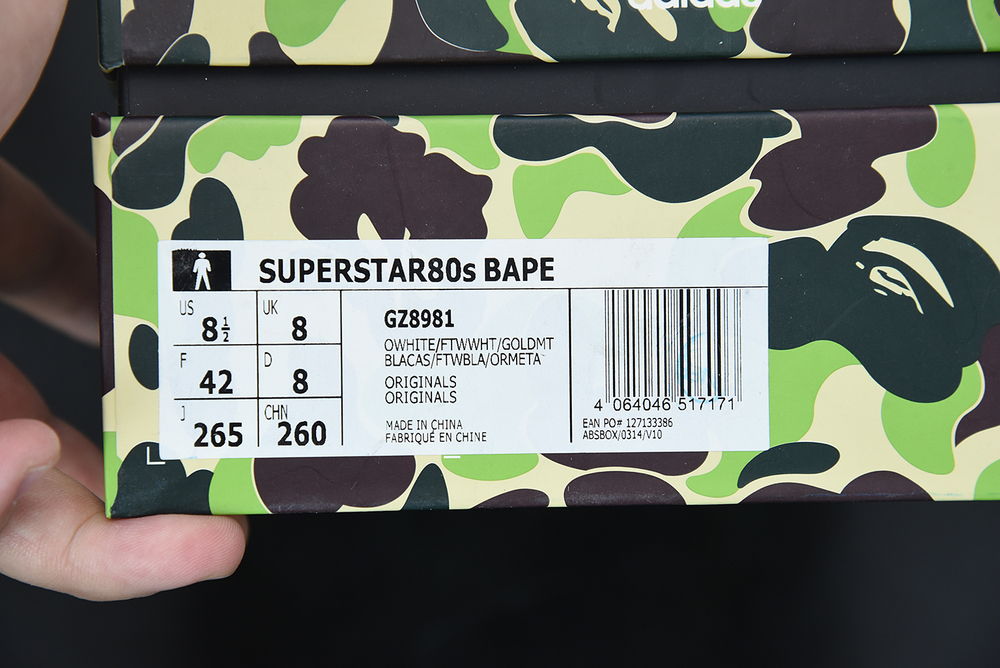 adidas
SUPERSTAR80s BAPE
US 8½ UK 8
F 42 D 8
J 265 CHN 260
GZ8981
OWHITE/FTWWHT/GOLDMT
BLACAS/FTWBLA/ORMETA
ORIGINALS
ORIGINALS
MADE IN CHINA
FABRIQUÉ EN CHINE
4 064046 517171
EAN PO# 127133386
ABSBOX/0314/V10